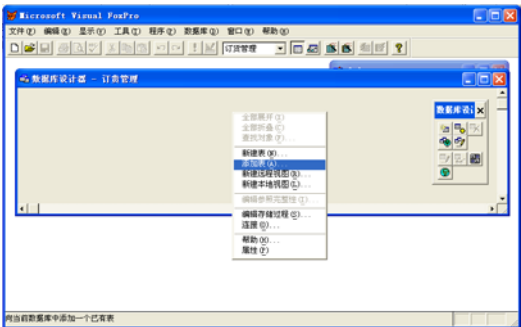 Microsoft Visual FoxPro
文件(F) 编辑(E) 显示(V) 工具(T) 程序(P) 数据库(D) 窗口(W) 帮助(H)
订货管理
数据库设计器 - 订货管理
数据库设计
全部展开(X)
全部折叠(C)
查找对象(F)...
新建表(N)...
添加表(A)...
新建远程视图(R)...
新建本地视图(L)...
编辑参照完整性(I)...
编辑存储过程(S)...
连接(O)...
帮助(H)...
属性(P)
向当前数据库中添加一个已有表